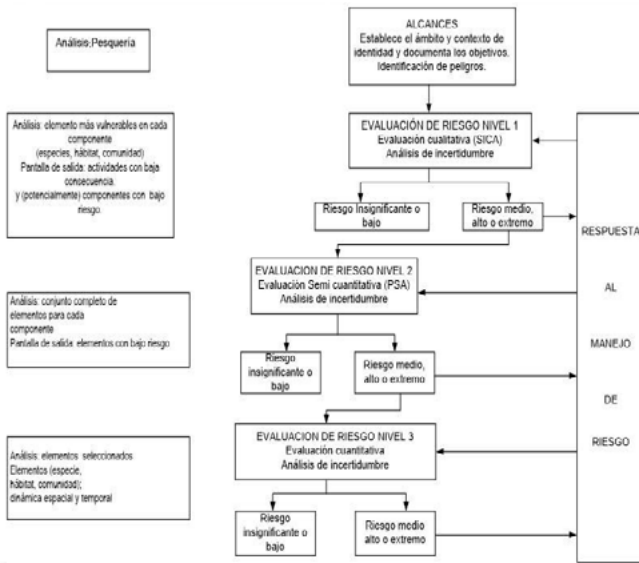 Análisis;Pesquería
ALCANCES
Establece el ámbito y contexto de
identidad y documenta los objetivos.
Identificación de peligros.
Análisis: elemento más vulnerables en cada
componente
(especies, hábitat, comunidad)
Pantalla de salida: actividades con baja
consecuencia.
y (potencialmente) componentes con bajo
riesgo.
EVALUACIÓN DE RIESGO NIVEL 1
Evaluación cualitativa (SICA)
Análisis de incertidumbre
Riesgo Insignificante o
bajo
Riesgo medio,
alto o extremo
EVALUACION DE RIESGO NIVEL 2
Evaluación Semi cuantitativa (PSA)
Análisis de incertidumbre
Análisis: conjunto completo de
elementos para cada
componente
Pantalla de salida: elementos con bajo riesgo
Riesgo
insignificante o
bajo
Riesgo medio,
alto o extremo
EVALUACION DE RIESGO NIVEL 3
Evaluación cuantitativa
Análisis de incertidumbre
Análisis: elementos seleccionados
Elementos (especie,
hábitat, comunidad);
dinámica espacial y temporal
Riesgo
insignificante o
bajo
Riesgo medio
alto o extremo
RESPUESTA
AL
MANEJO
DE
RIESGO